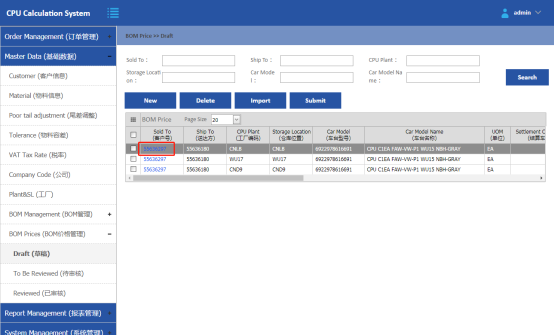 CPU Calculation System
admin
Order Management (订单管理) +
Master Data (基础数据) −
Customer (客户信息)
Material (物料信息)
Poor tail adjustment (尾差调整)
Tolerance (物料容差)
VAT Tax Rate (税率)
Company Code (公司)
Plant&SL (工厂)
BOM Management (BOM管理) +
BOM Prices (BOM价格管理) −
Draft (草稿)
To Be Reviewed (待审核)
Reviewed (已审核)
Report Management (报表管理) +
System Management (系统管理) +
BOM Price >> Draft
Sold To :
Ship To :
CPU Plant :
Storage Locati
on :
Car Mode
l :
Car Model Na
me :
Search
New Delete Import Submit
BOM Price Page Size 20
Sold To Ship To CPU Plant Storage Location Car Model Car Model Name UOM Settlement C
(客户号) (送达方) (工厂编码) (仓库位置) (车台型号) (车台名称) (单位)
55636297 55636180 CNL8 CNL8 6922978616691 CPU C1EA FAW-VW-P1 WU15 NBH-GRAY EA
55636297 55636180 WU17 WU17 6922978616691 CPU C1EA FAW-VW-P1 WU15 NBH-GRAY EA
55636297 55636180 CND9 CND9 6922978616691 CPU C1EA FAW-VW-P1 WU15 NBH-GRAY EA